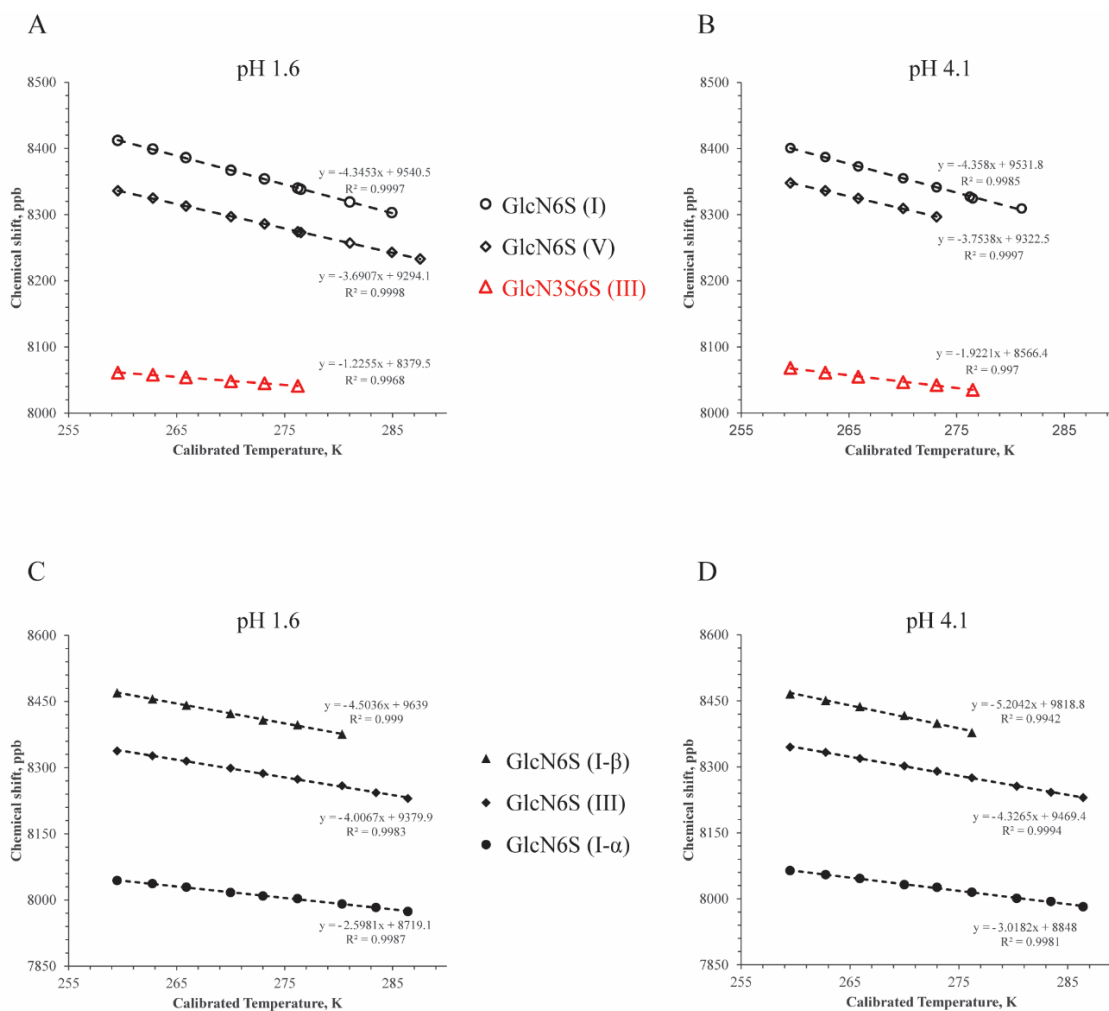 A
pH 1.6
8500
8400
8300
8200
8100
8000
Chemical shift, ppb
y = -4.3453x + 9540.5
R² = 0.9997
y = -3.6907x + 9294.1
R² = 0.9998
y = -1.2255x + 8379.5
R² = 0.9968
255
265
275
285
Calibrated Temperature, K
GlcN6S (I)
GlcN6S (V)
GlcN3S6S (III)
B
pH 4.1
8500
8400
8300
8200
8100
8000
Chemical shift, ppb
y = -4.358x + 9531.8
R² = 0.9985
y = -3.7538x + 9322.5
R² = 0.9997
y = -1.9221x + 8566.4
R² = 0.997
255
265
275
285
Calibrated Temperature, K
C
pH 1.6
8600
8450
8300
8150
8000
7850
Chemical shift, ppb
y = -4.5036x + 9639
R² = 0.999
y = -4.0067x + 9379.9
R² = 0.9983
y = -2.5981x + 8719.1
R² = 0.9987
255
265
275
285
Calibrated Temperature, K
GlcN6S (I-β)
GlcN6S (III)
GlcN6S (I-α)
D
pH 4.1
8600
8450
8300
8150
8000
7850
Chemical shift, ppb
y = -5.2042x + 9818.8
R² = 0.9942
y = -4.3265x + 9469.4
R² = 0.9994
y = -3.0182x + 8848
R² = 0.9981
255
265
275
285
Calibrated Temperature, K